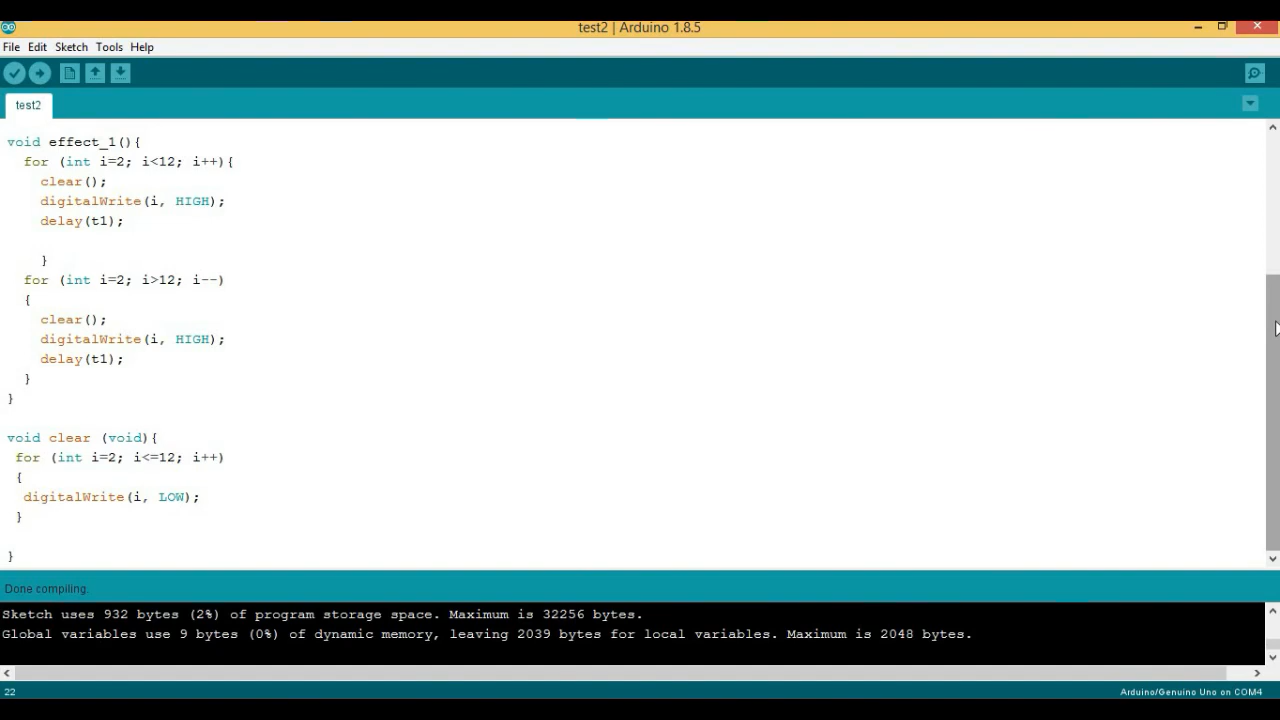 test2 | Arduino 1.8.5
File Edit Sketch Tools Help
test2
void effect_1(){
for (int i=2; i<12; i++){
clear();
digitalWrite(i, HIGH);
delay(t1);
}
for (int i=2; i>12; i--)
{
clear();
digitalWrite(i, HIGH);
delay(t1);
}
}
void clear (void){
for (int i=2; i<=12; i++)
{
digitalWrite(i, LOW);
}
}
Done compiling.
Sketch uses 932 bytes (2%) of program storage space. Maximum is 32256 bytes.
Global variables use 9 bytes (0%) of dynamic memory, leaving 2039 bytes for local variables. Maximum is 2048 bytes.
22
Arduino/Genuino Uno on COM4